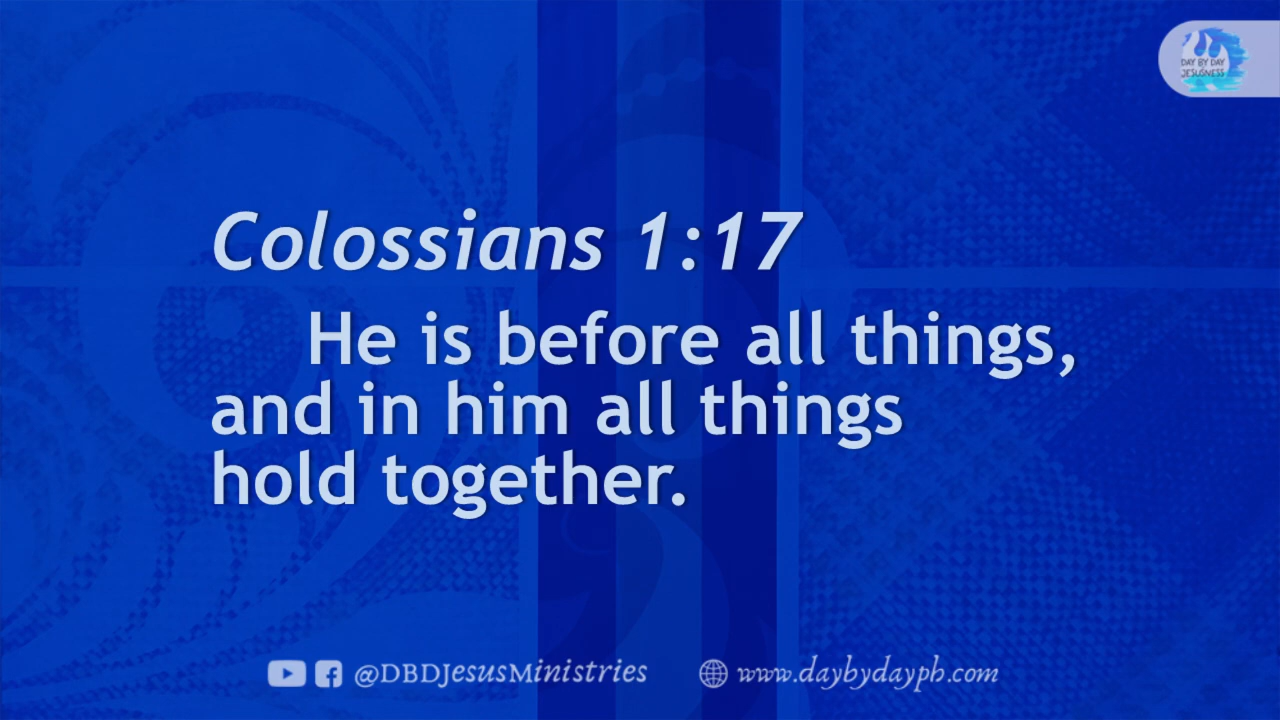 DAY BY DAY
JESUSNESS
Colossians 1:17
He is before all things,
and in him all things
hold together.
@DBDJesusMinistries
www.daybydayph.com